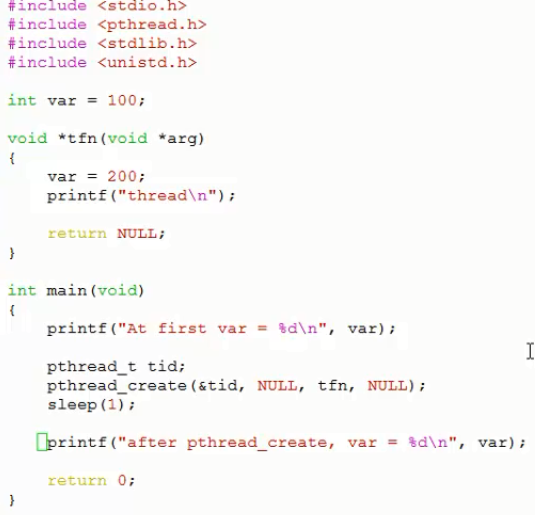 #include <stdio.h>
#include <pthread.h>
#include <stdlib.h>
#include <unistd.h>
int var = 100;
void *tfn(void *arg)
{
var = 200;
printf("thread\n");
return NULL;
}
int main(void)
{
printf("At first var = %d\n", var);
pthread_t tid;
pthread_create(&tid, NULL, tfn, NULL);
sleep(1);
printf("after pthread_create, var = %d\n", var);
return 0;
}